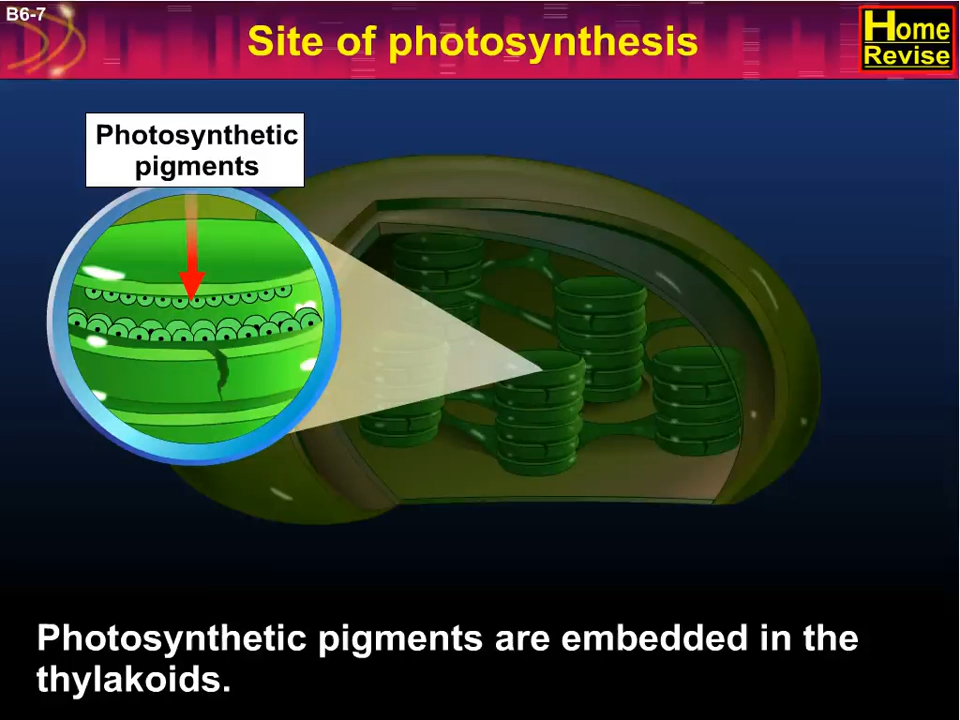 B6-7
Site of photosynthesis
Home
Revise
Photosynthetic
pigments
Photosynthetic pigments are embedded in the
thylakoids.